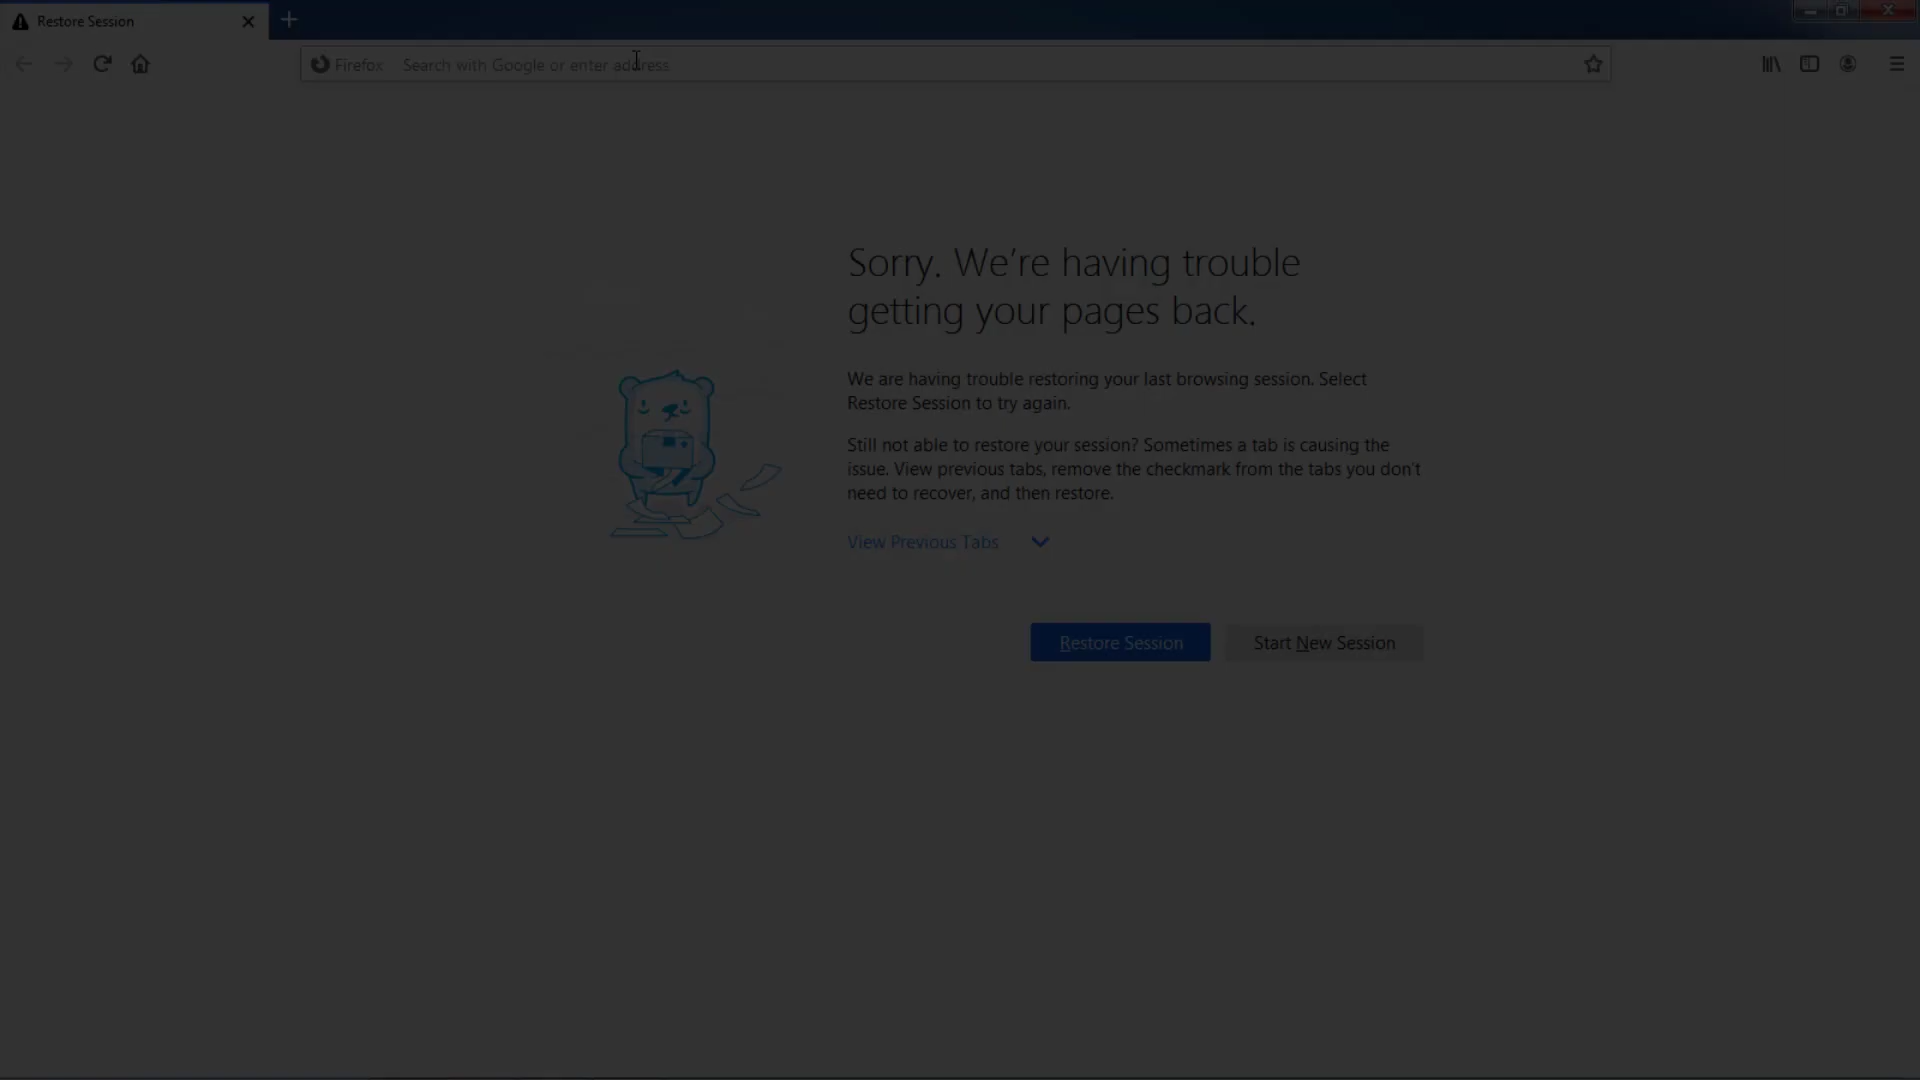 Restore Session
Firefox Search with Google or enter address
Sorry. We're having trouble
getting your pages back.
We are having trouble restoring your last browsing session. Select
Restore Session to try again.
Still not able to restore your session? Sometimes a tab is causing the
issue. View previous tabs, remove the checkmark from the tabs you don't
need to recover, and then restore.
View Previous Tabs
Restore Session Start New Session